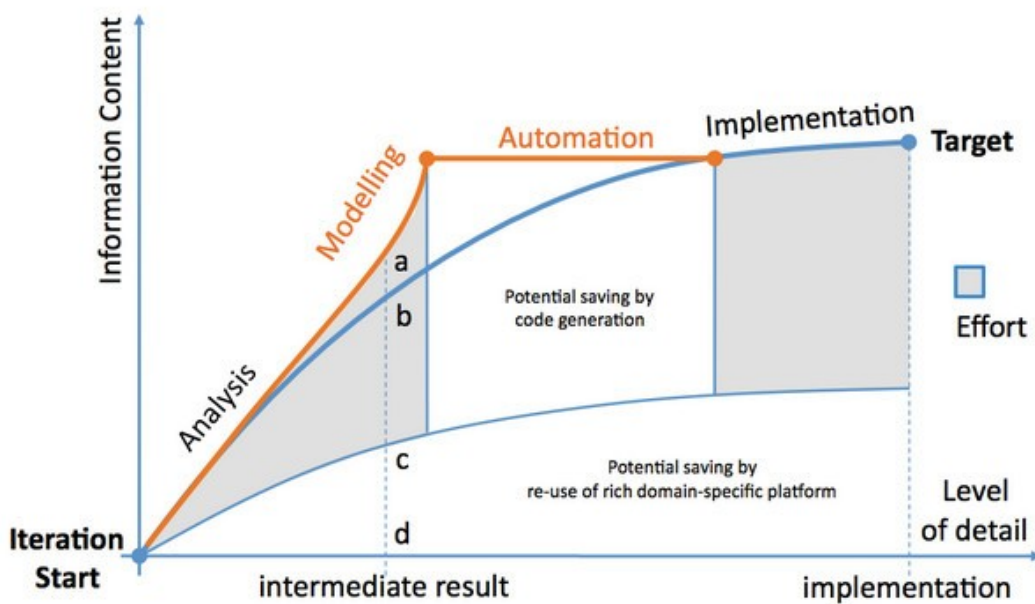 Information Content
Analysis
Modelling
Automation
Implementation
Target
a
b
c
d
Potential saving by
code generation
Effort
Potential saving by
re-use of rich domain-specific platform
Level
of detail
Iteration
Start
intermediate result
implementation